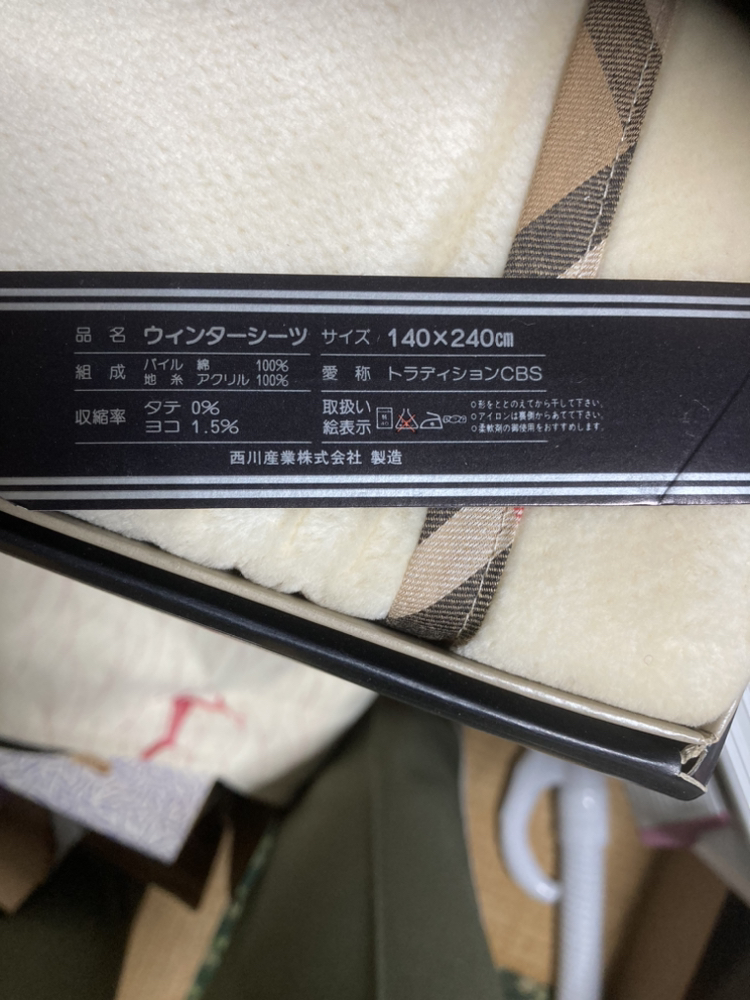 品名 ウィンターシーツ サイズ 140×240cm
組成 パイル 綿 100%
地糸 アクリル 100%
愛称 トラディションCBS
収縮率 タテ 0%
ヨコ 1.5%
取扱い
絵表示
○形をととのえてから干して下さい。
○アイロンは裏側からあてて下さい。
○柔軟剤の御使用をおすすめします。
西川産業株式会社 製造